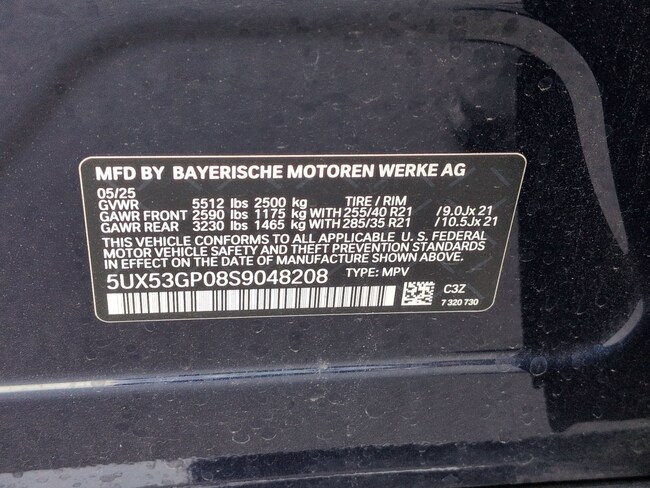 MFD BY BAYERISCHE MOTOREN WERKE AG
05/25
GVWR 5512 lbs 2500 kg TIRE / RIM
GAWR FRONT 2590 lbs 1175 kg WITH 255/40 R21 /9.0Jx 21
GAWR REAR 3230 lbs 1465 kg WITH 285/35 R21 /10.5Jx 21
THIS VEHICLE CONFORMS TO ALL APPLICABLE U. S. FEDERAL
MOTOR VEHICLE SAFETY AND THEFT PREVENTION STANDARDS
IN EFFECT ON THE DATE OF MANUFACTURE SHOWN ABOVE.
5UX53GP08S9048208 TYPE: MPV
C3Z
7 320 730